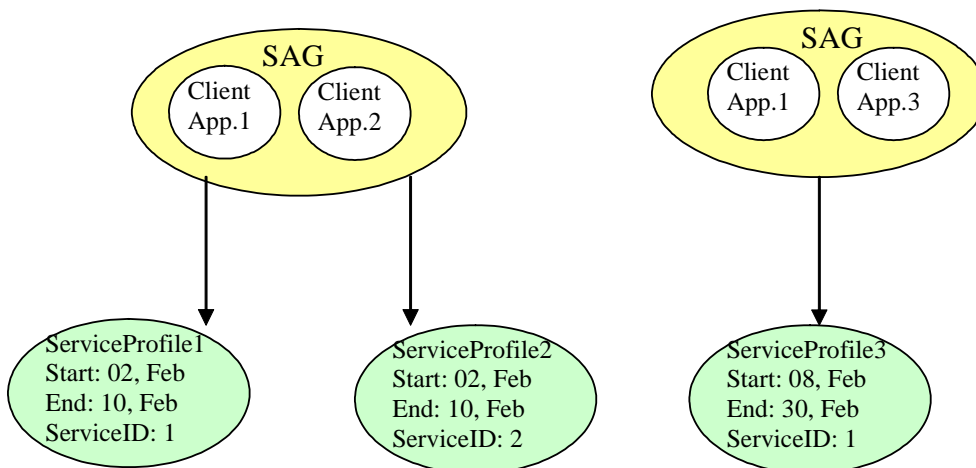 SAG
Client
App.1
Client
App.2
SAG
Client
App.1
Client
App.3
ServiceProfile1
Start: 02, Feb
End: 10, Feb
ServiceID: 1
ServiceProfile2
Start: 02, Feb
End: 10, Feb
ServiceID: 2
ServiceProfile3
Start: 08, Feb
End: 30, Feb
ServiceID: 1